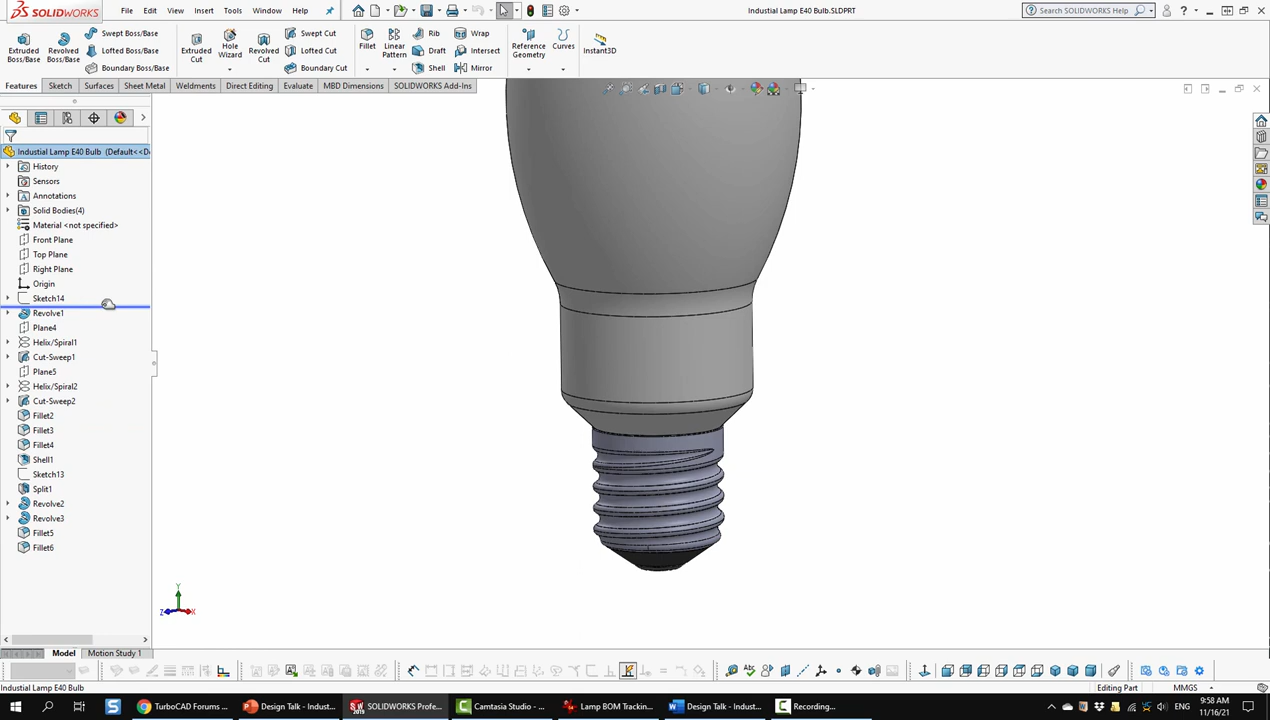 SOLIDWORKS File Edit View Insert Tools Window Help Industial Lamp E40 Bulb.SLDPRT Search SOLIDWORKS Help
Extruded Boss/Base
Revolved Boss/Base
Swept Boss/Base
Lofted Boss/Base
Boundary Boss/Base
Extruded Cut
Hole Wizard
Revolved Cut
Swept Cut
Lofted Cut
Boundary Cut
Fillet
Linear Pattern
Rib
Draft
Shell
Wrap
Intersect
Mirror
Reference Geometry
Curves
Instant3D
Features Sketch Surfaces Sheet Metal Weldments Direct Editing Evaluate MBD Dimensions SOLIDWORKS Add-Ins
Industial Lamp E40 Bulb (Default<<D
History
Sensors
Annotations
Solid Bodies(4)
Material <not specified>
Front Plane
Top Plane
Right Plane
Origin
Sketch14
Revolve1
Plane4
Helix/Spiral1
Cut-Sweep1
Plane5
Helix/Spiral2
Cut-Sweep2
Fillet2
Fillet3
Fillet4
Shell1
Sketch13
Split1
Revolve2
Revolve3
Fillet5
Fillet6
Y
Z X
Model Motion Study 1
Industial Lamp E40 Bulb Editing Part MMGS
TurboCAD Forums ... Design Talk - Indust... SOLIDWORKS Profe... Camtasia Studio - ... Lamp BOM Trackin... Design Talk - Indust... Recording... ENG 9:58 AM
11/16/21